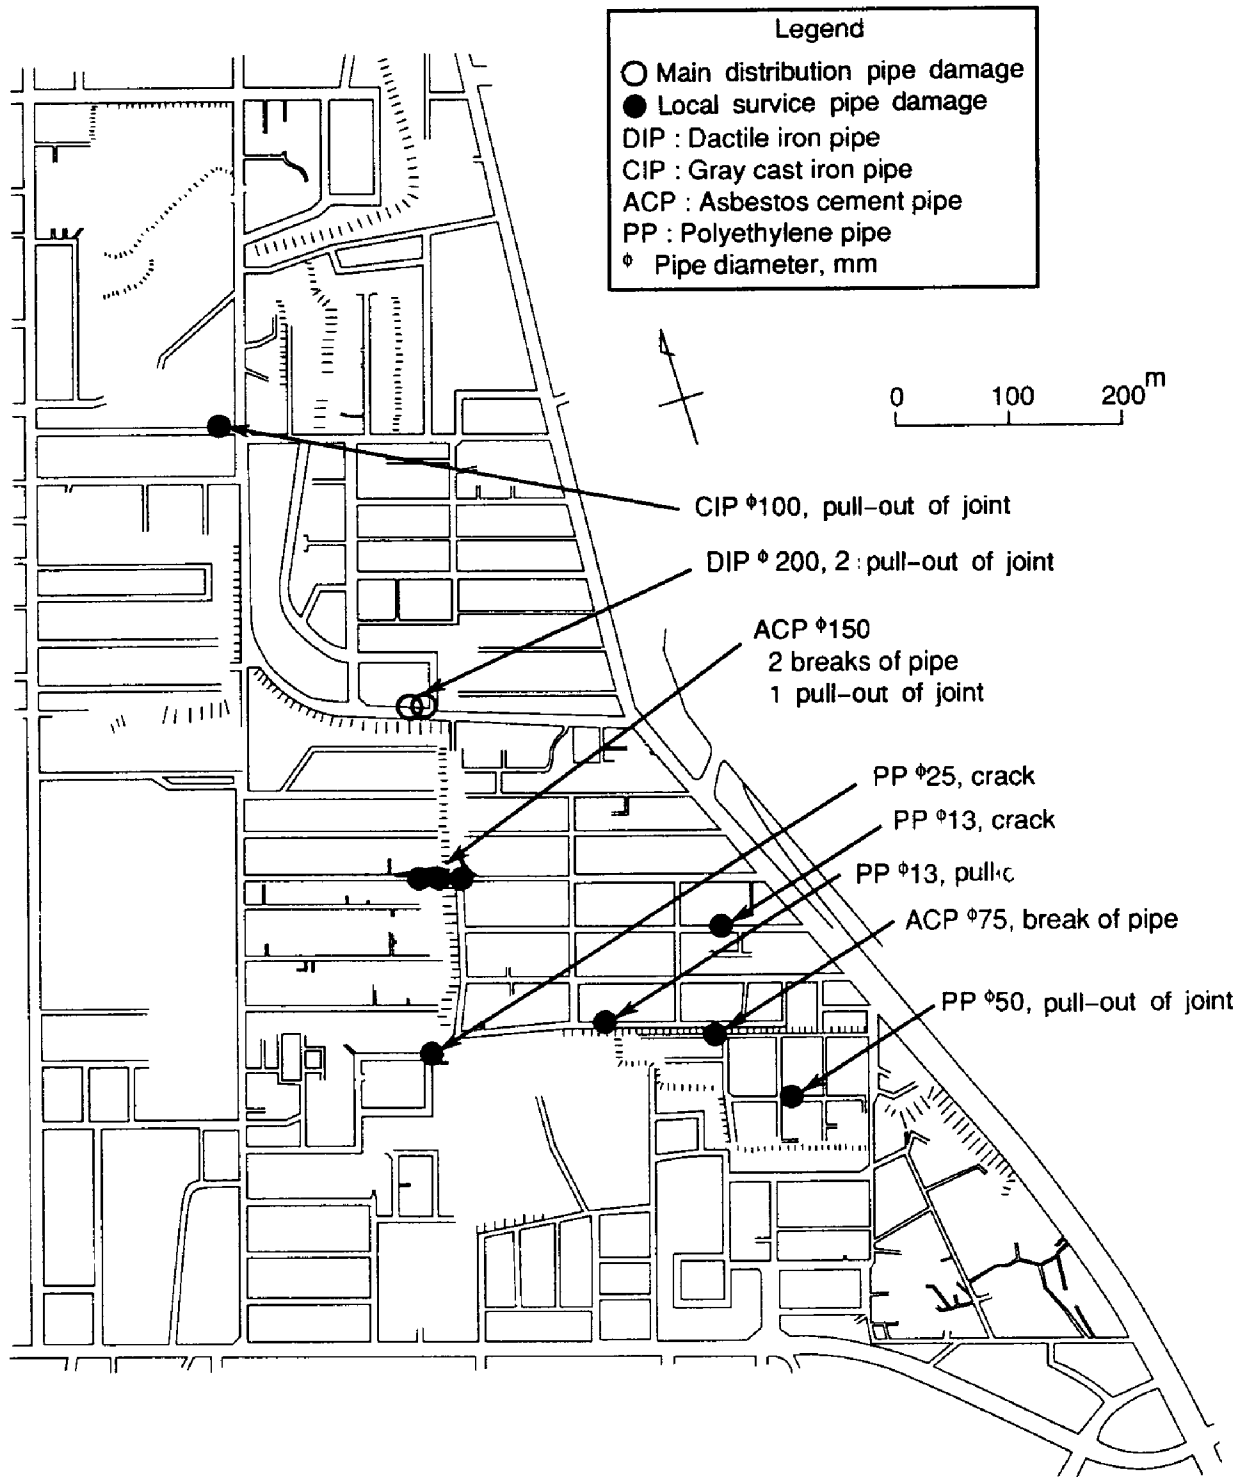 Legend
Main distribution pipe damage
Local survice pipe damage
DIP : Dactile iron pipe
CIP : Gray cast iron pipe
ACP : Asbestos cement pipe
PP : Polyethylene pipe
φ Pipe diameter, mm
0 100 200 m
CIP φ100, pull-out of joint
DIP φ 200, 2 : pull-out of joint
ACP φ150
2 breaks of pipe
1 pull-out of joint
PP φ25, crack
PP φ13, crack
PP φ13,
ACP φ75, break of pipe
PP φ50, pull-out of joint